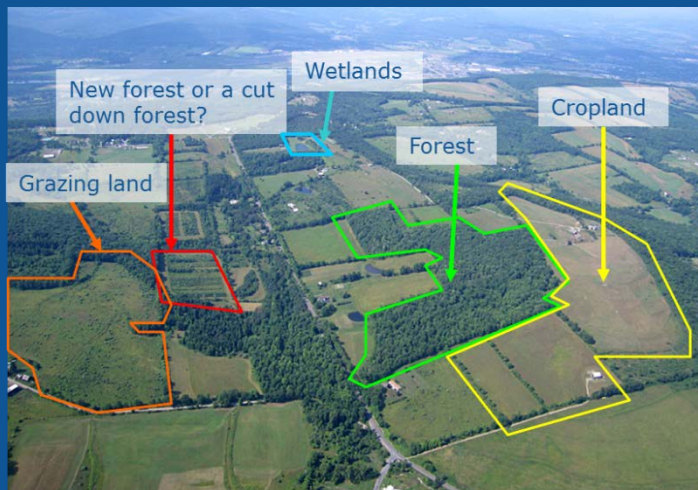 Wetlands
New forest or a cut
down forest?
Cropland
Forest
Grazing land